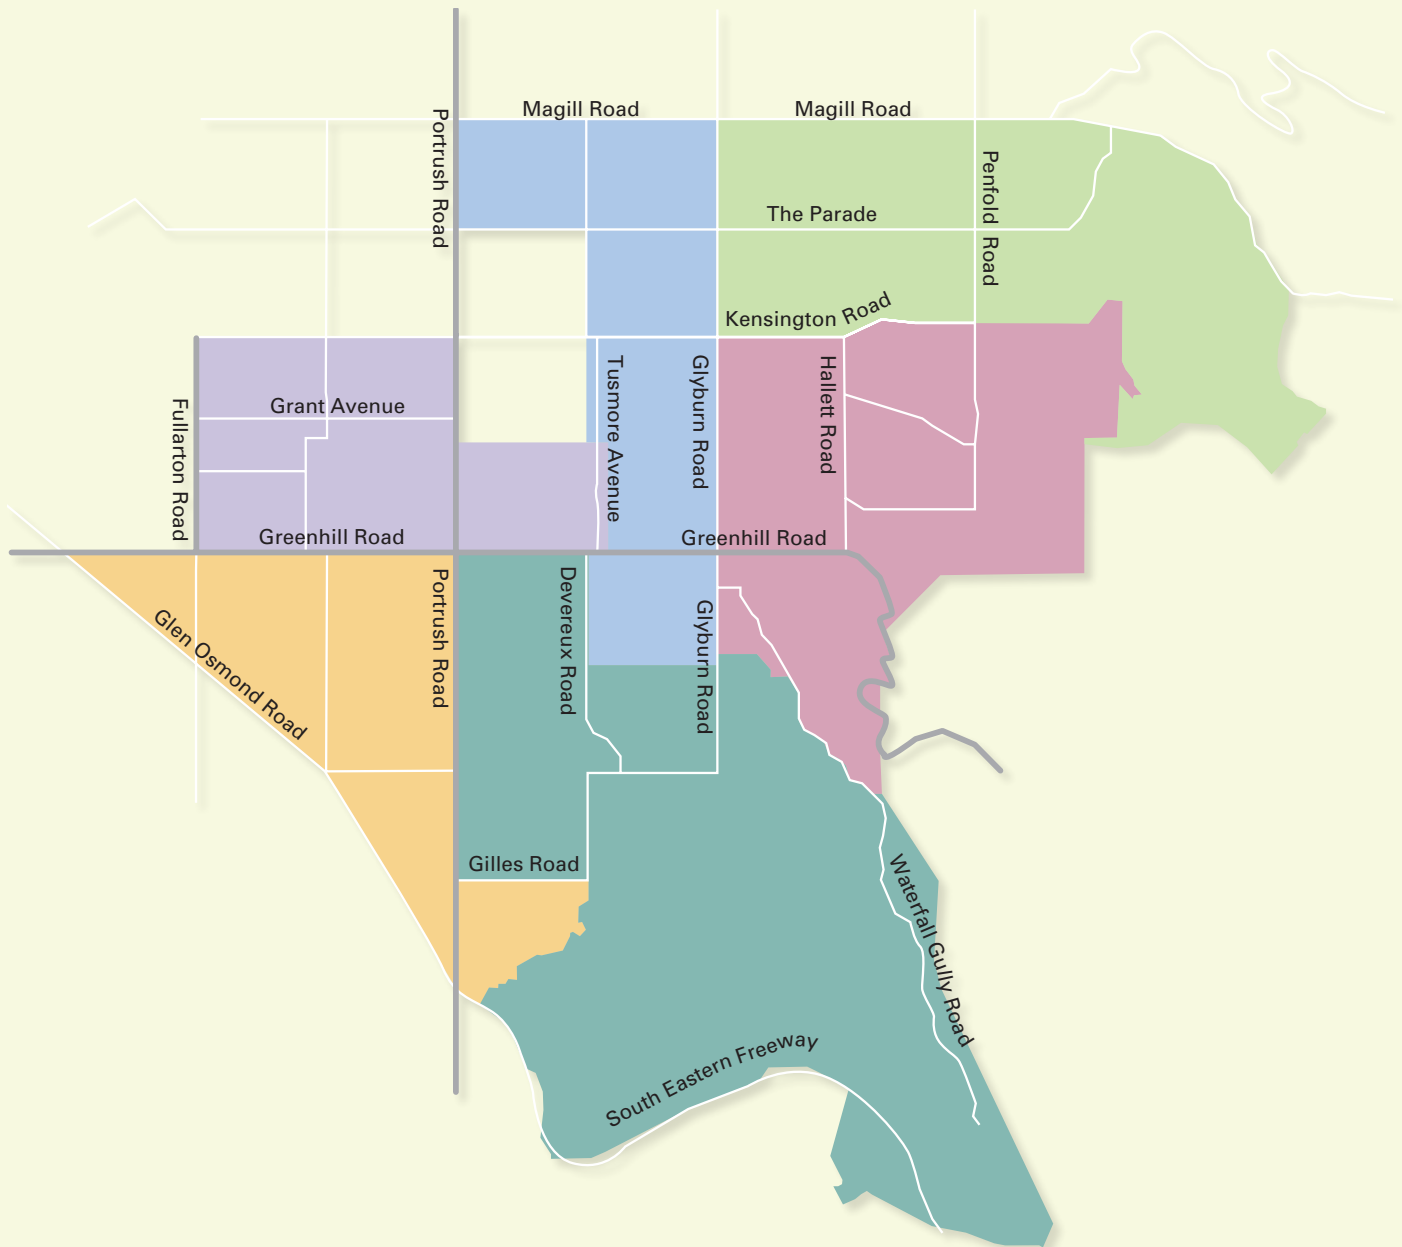 Magill Road
Magill Road
Portrush Road
Penfold Road
The Parade
Kensington Road
Tusmore Avenue
Glyburn Road
Hallett Road
Fullarton Road
Grant Avenue
Greenhill Road
Greenhill Road
Glen Osmond Road
Portrush Road
Devereux Road
Glyburn Road
Gilles Road
Waterfall Gully Road
South Eastern Freeway